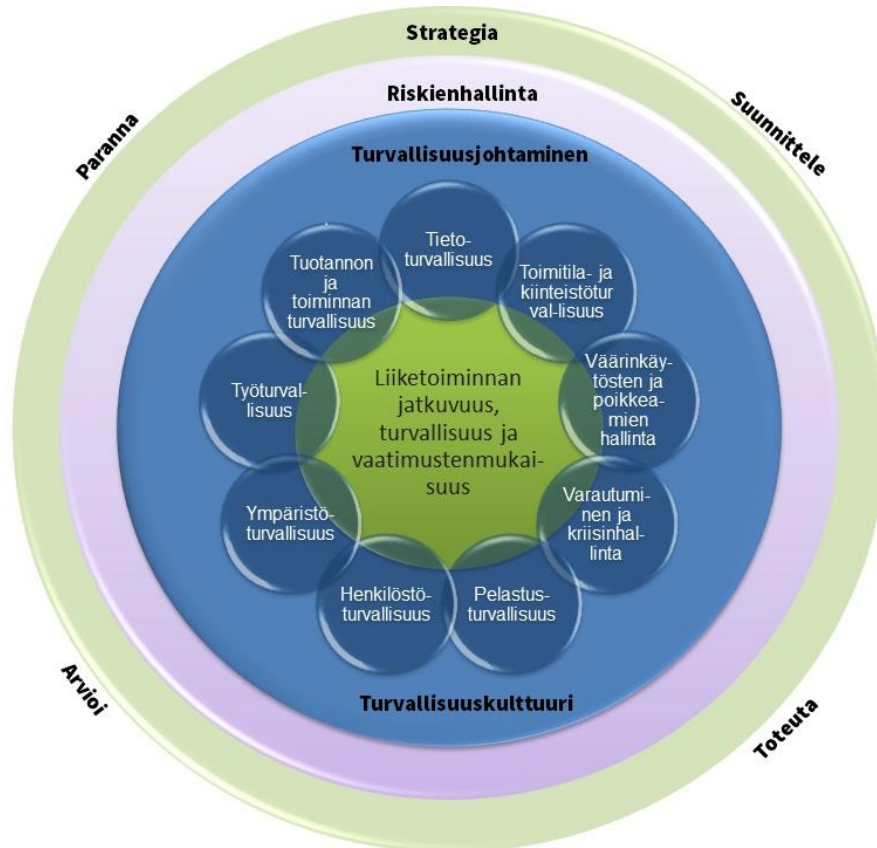 Strategia
Suunnittele
Paranna
Riskienhallinta
Turvallisuusjohtaminen
Tieto-
turvallisuus
Toimitila- ja
kiinteistötur
val-lisuus
Väärinkäy-
tösten ja
poikkea-
mien
hallinta
Varautumi-
nen ja
kriisinhal-
linta
Pelastus-
turvallisuus
Henkilöstö-
turvallisuus
Ympäristö-
turvallisuus
Työturval-
lisuus
Tuotannon
ja
toiminnan
turvallisuus
Liiketoiminnan
jatkuvuus,
turvallisuus ja
vaatimustenmukai-
suus
Turvallisuuskulttuuri
Arvioi
Toteuta